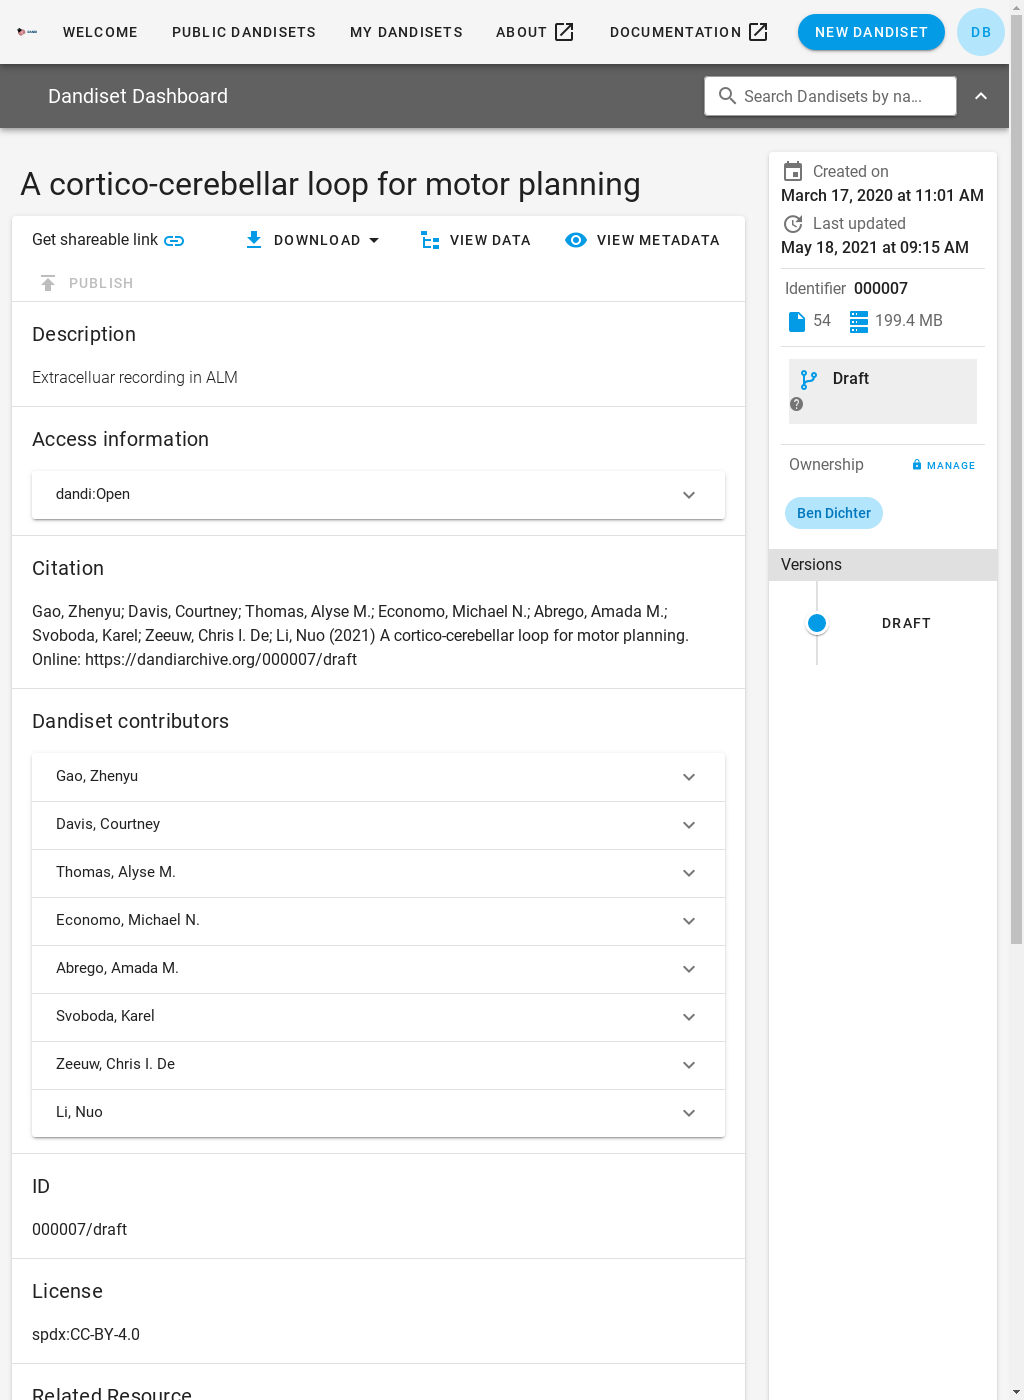 WELCOME PUBLIC DANDISETS MY DANDISETS ABOUT DOCUMENTATION NEW DANDISET DB
Dandiset Dashboard
Search Dandisets by na...
A cortico-cerebellar loop for motor planning
Get shareable link DOWNLOAD VIEW DATA VIEW METADATA
PUBLISH
Description
Extracelluar recording in ALM
Access information
dandi:Open
Citation
Gao, Zhenyu; Davis, Courtney; Thomas, Alyse M.; Economo, Michael N.; Abrego, Amada M.;
Svoboda, Karel; Zeeuw, Chris I. De; Li, Nuo (2021) A cortico-cerebellar loop for motor planning.
Online: https://dandiarchive.org/000007/draft
Dandiset contributors
Gao, Zhenyu
Davis, Courtney
Thomas, Alyse M.
Economo, Michael N.
Abrego, Amada M.
Svoboda, Karel
Zeeuw, Chris I. De
Li, Nuo
ID
000007/draft
License
spdx:CC-BY-4.0
Related Resource
Created on
March 17, 2020 at 11:01 AM
Last updated
May 18, 2021 at 09:15 AM
Identifier 000007
54 199.4 MB
Draft
Ownership MANAGE
Ben Dichter
Versions
DRAFT